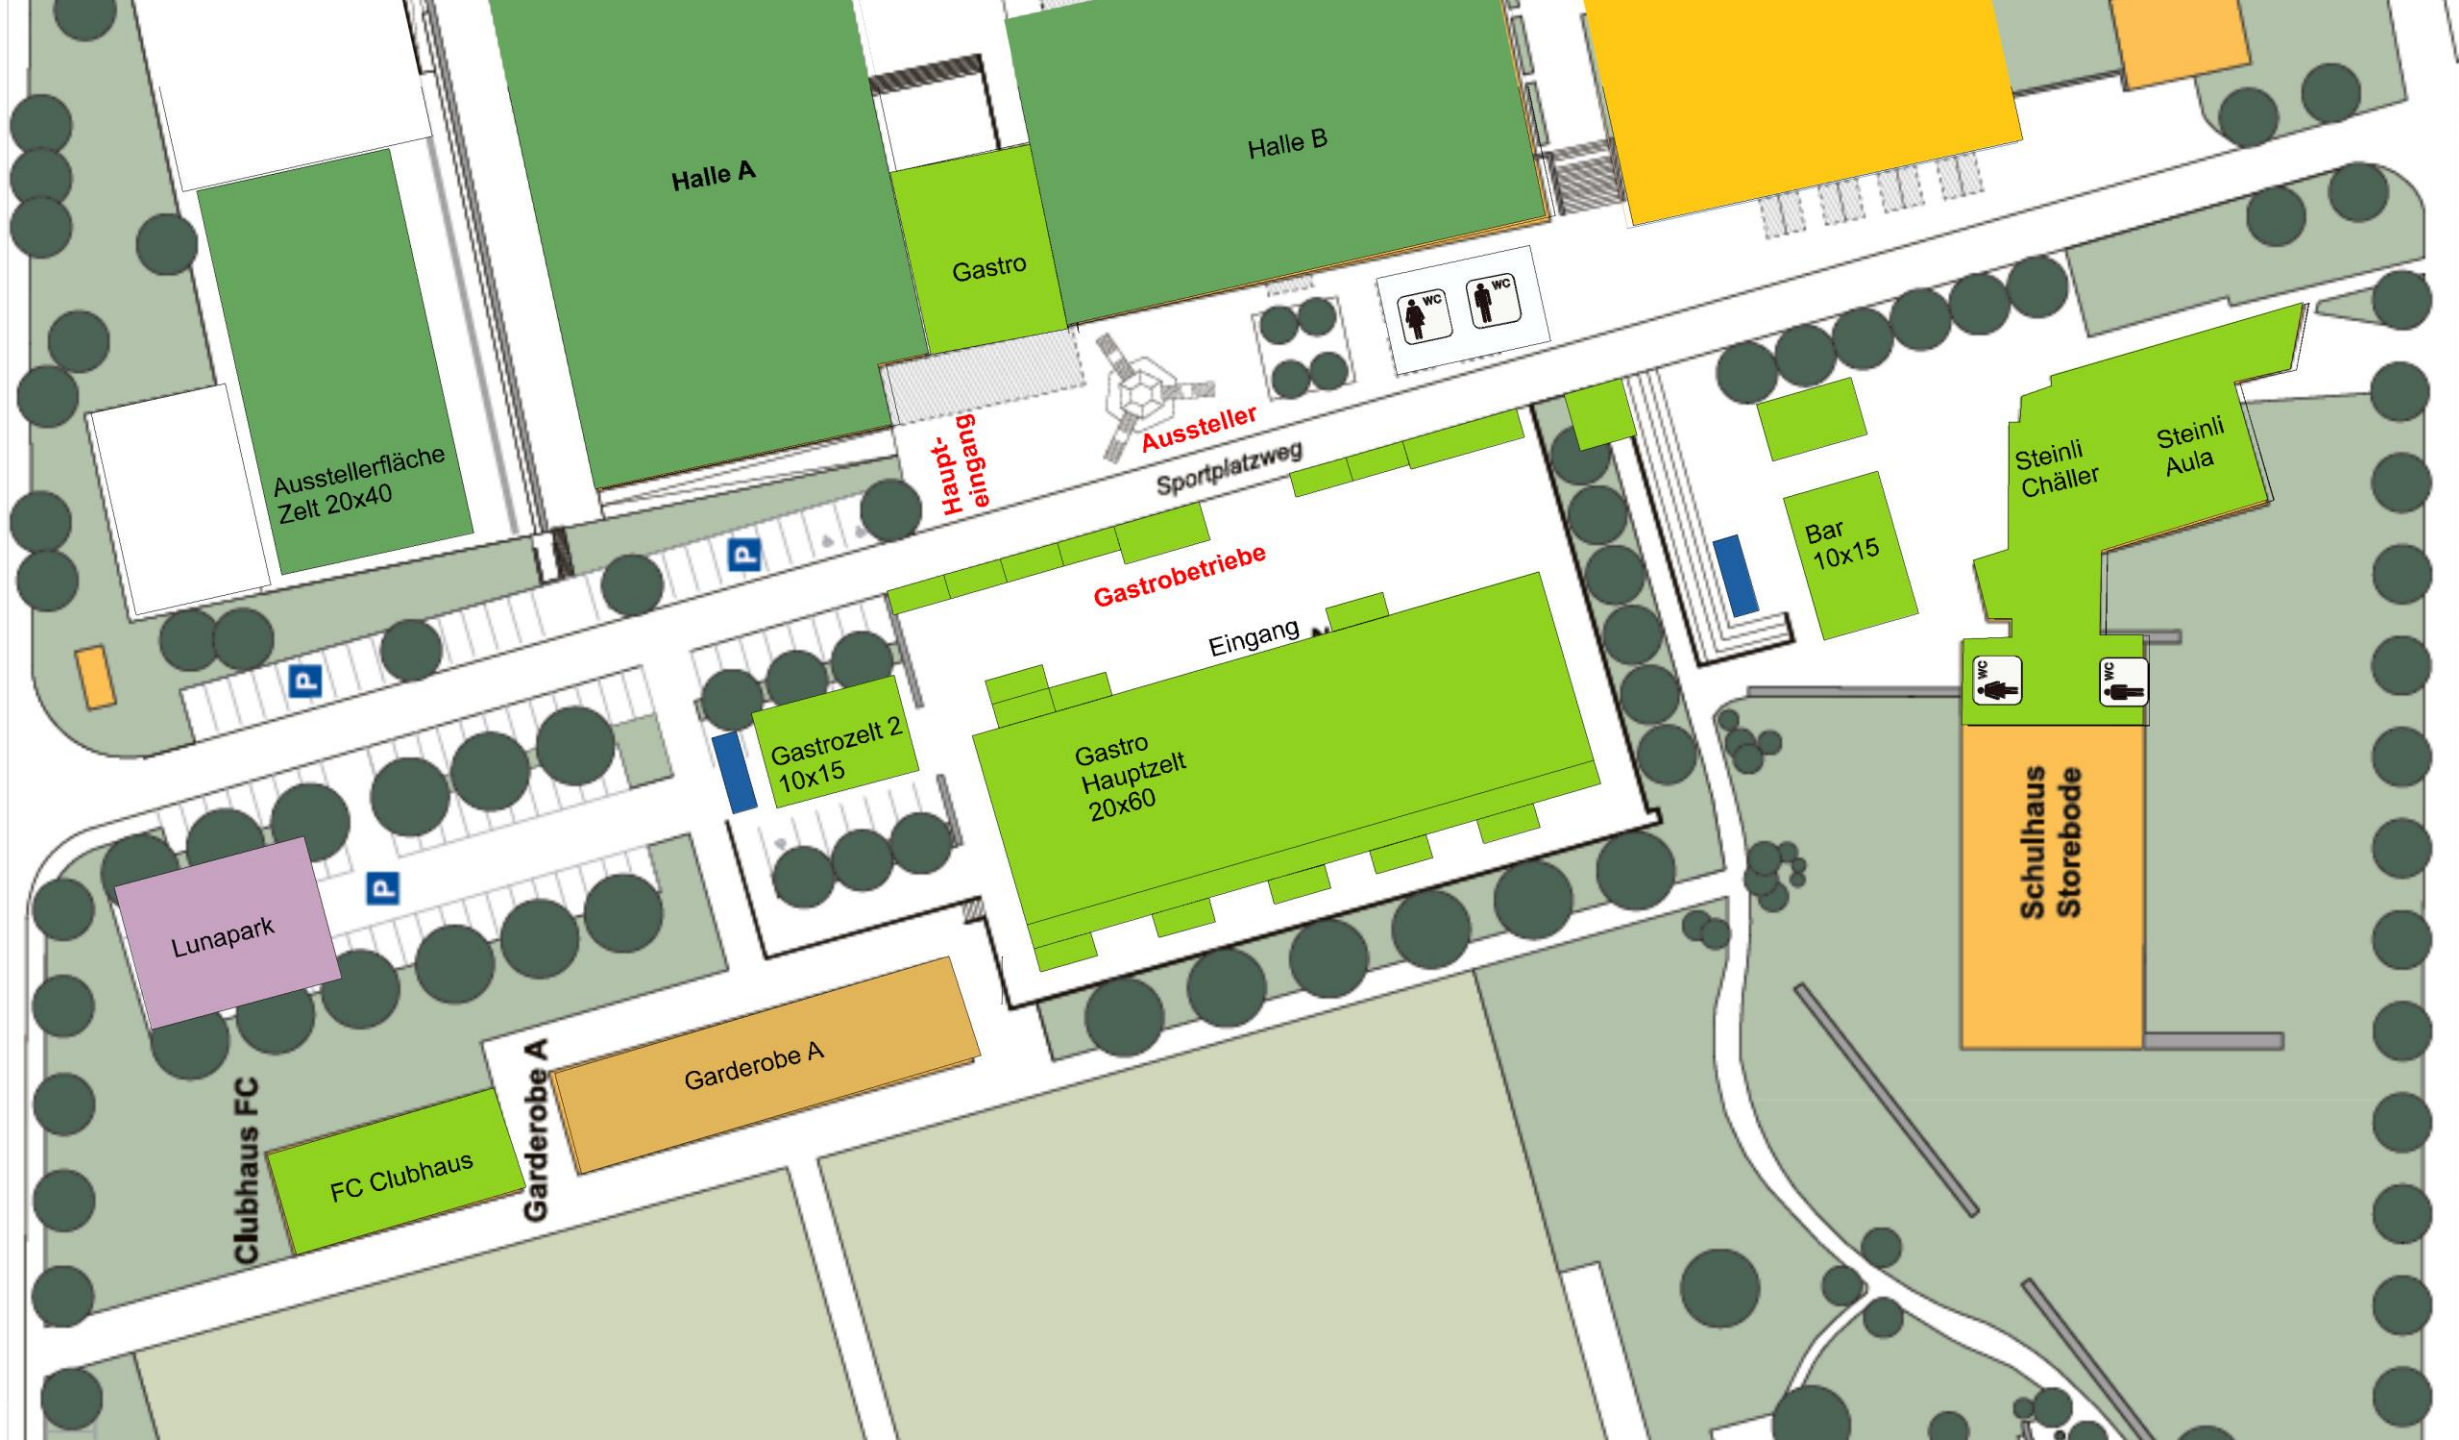 Halle A
Halle B
Gastro
WC
WC
Ausstellerfläche
Zelt 20x40
Haupt-
eingang
Aussteller
Sportplatzweg
Steinli
Chäller
Steinli
Aula
Bar
10x15
P
Gastrobetriebe
Eingang
P
WC
WC
Gastrozelt 2
10x15
Gastro
Hauptzelt
20x60
Schulhaus
Storebode
P
Lunapark
Garderobe A
Garderobe A
Clubhaus FC
FC Clubhaus